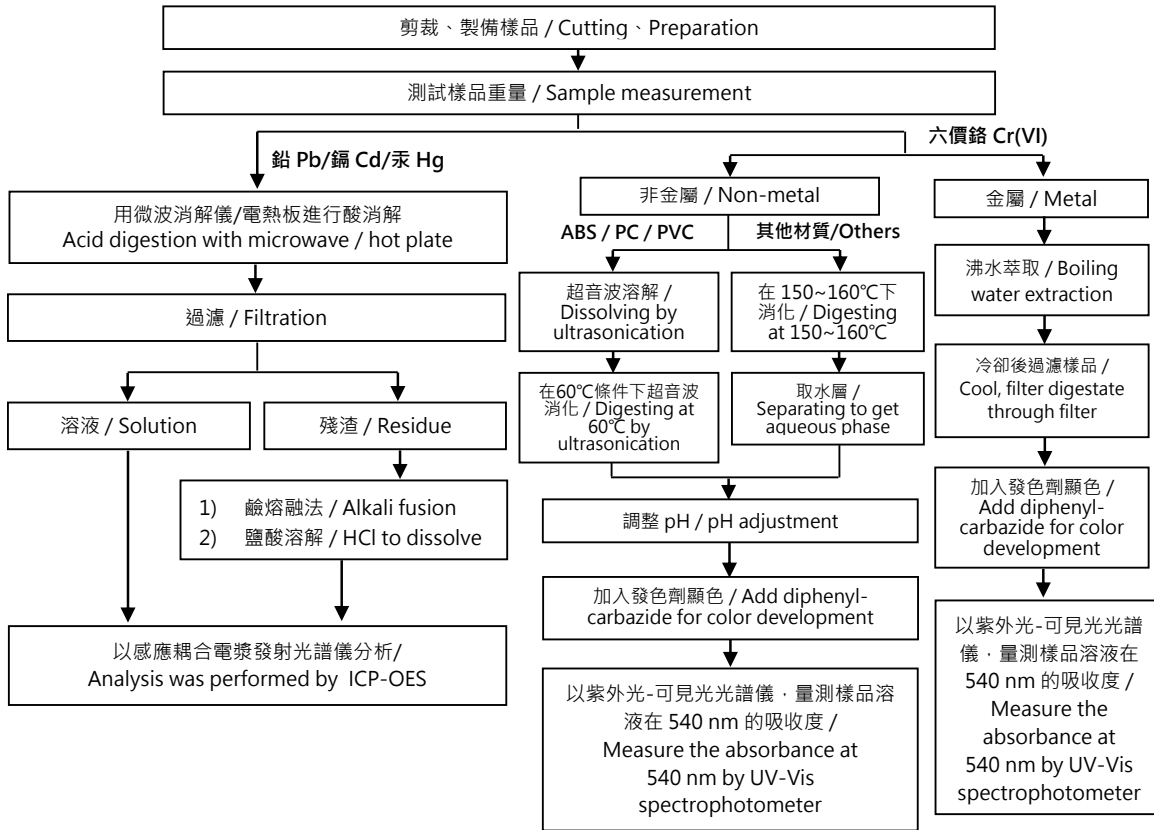 剪裁、製備樣品 / Cutting、Preparation
測試樣品重量 / Sample measurement
鉛 Pb/鎘 Cd/汞 Hg
用微波消解儀/電熱板進行酸消解
Acid digestion with microwave / hot plate
過濾 / Filtration
溶液 / Solution
殘渣 / Residue
1) 鹼熔融法 / Alkali fusion
2) 鹽酸溶解 / HCl to dissolve
以感應耦合電漿發射光譜儀分析/
Analysis was performed by ICP-OES
六價鉻 Cr(VI)
非金屬 / Non-metal
ABS / PC / PVC
超音波溶解 /
Dissolving by
ultrasonication
在60℃條件下超音波
消化 / Digesting at
60℃ by
ultrasonication
其他材質/Others
在 150~160℃下
消化 / Digesting
at 150~160℃
取水層 /
Separating to get
aqueous phase
調整 pH / pH adjustment
加入發色劑顯色 / Add diphenyl-
carbazide for color development
以紫外光-可見光光譜儀，量測樣品溶
液在 540 nm 的吸收度 /
Measure the absorbance at
540 nm by UV-Vis
spectrophotometer
金屬 / Metal
沸水萃取 / Boiling
water extraction
冷卻後過濾樣品 /
Cool, filter digestate
through filter
加入發色劑顯色 /
Add diphenyl-
carbazide for color
development
以紫外光-可見光光譜
儀，量測樣品溶液在
540 nm 的吸收度 /
Measure the
absorbance at
540 nm by UV-Vis
spectrophotometer